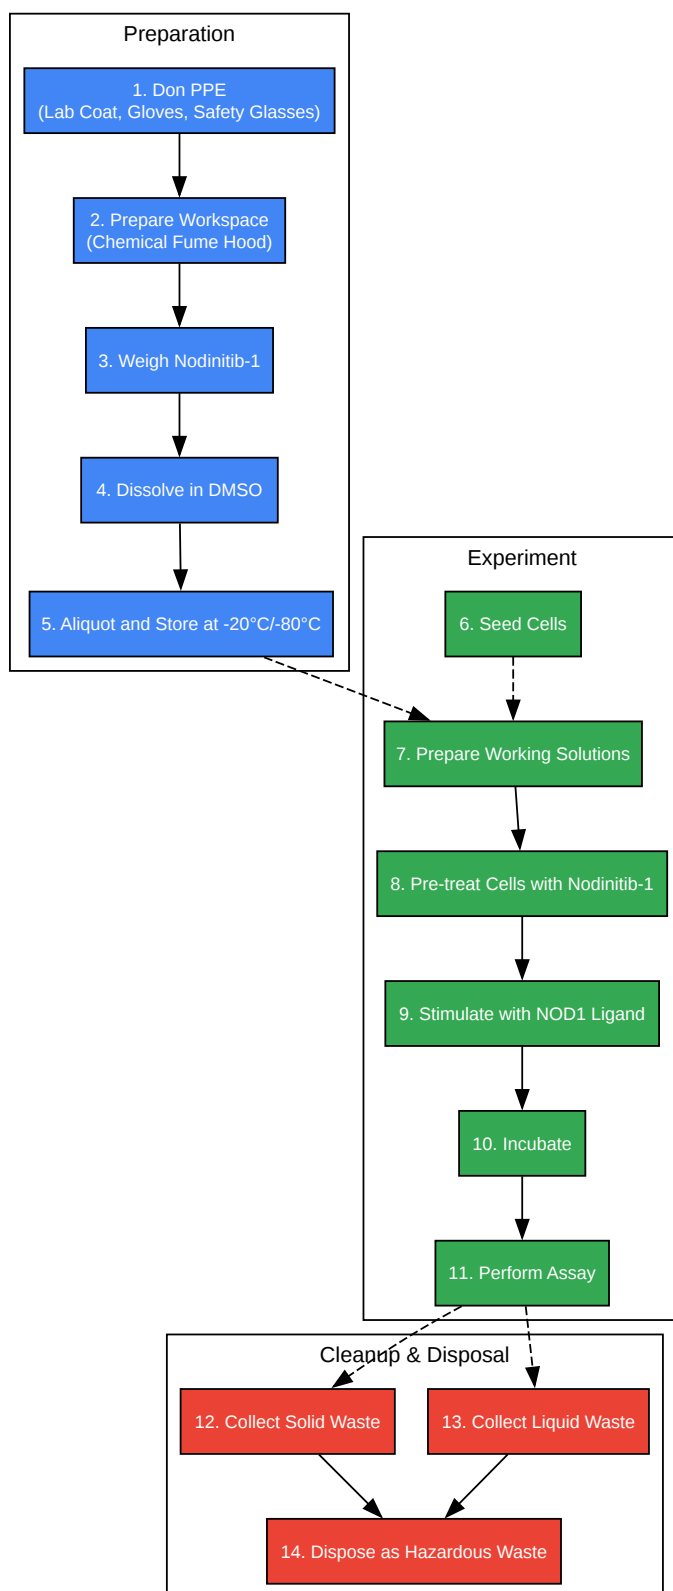 Preparation
1. Don PPE
(Lab Coat, Gloves, Safety Glasses)
2. Prepare Workspace
(Chemical Fume Hood)
3. Weigh Nodinitib-1
4. Dissolve in DMSO
5. Aliquot and Store at -20°C/-80°C
Experiment
6. Seed Cells
7. Prepare Working Solutions
8. Pre-treat Cells with Nodinitib-1
9. Stimulate with NOD1 Ligand
10. Incubate
11. Perform Assay
Cleanup & Disposal
12. Collect Solid Waste
13. Collect Liquid Waste
14. Dispose as Hazardous Waste